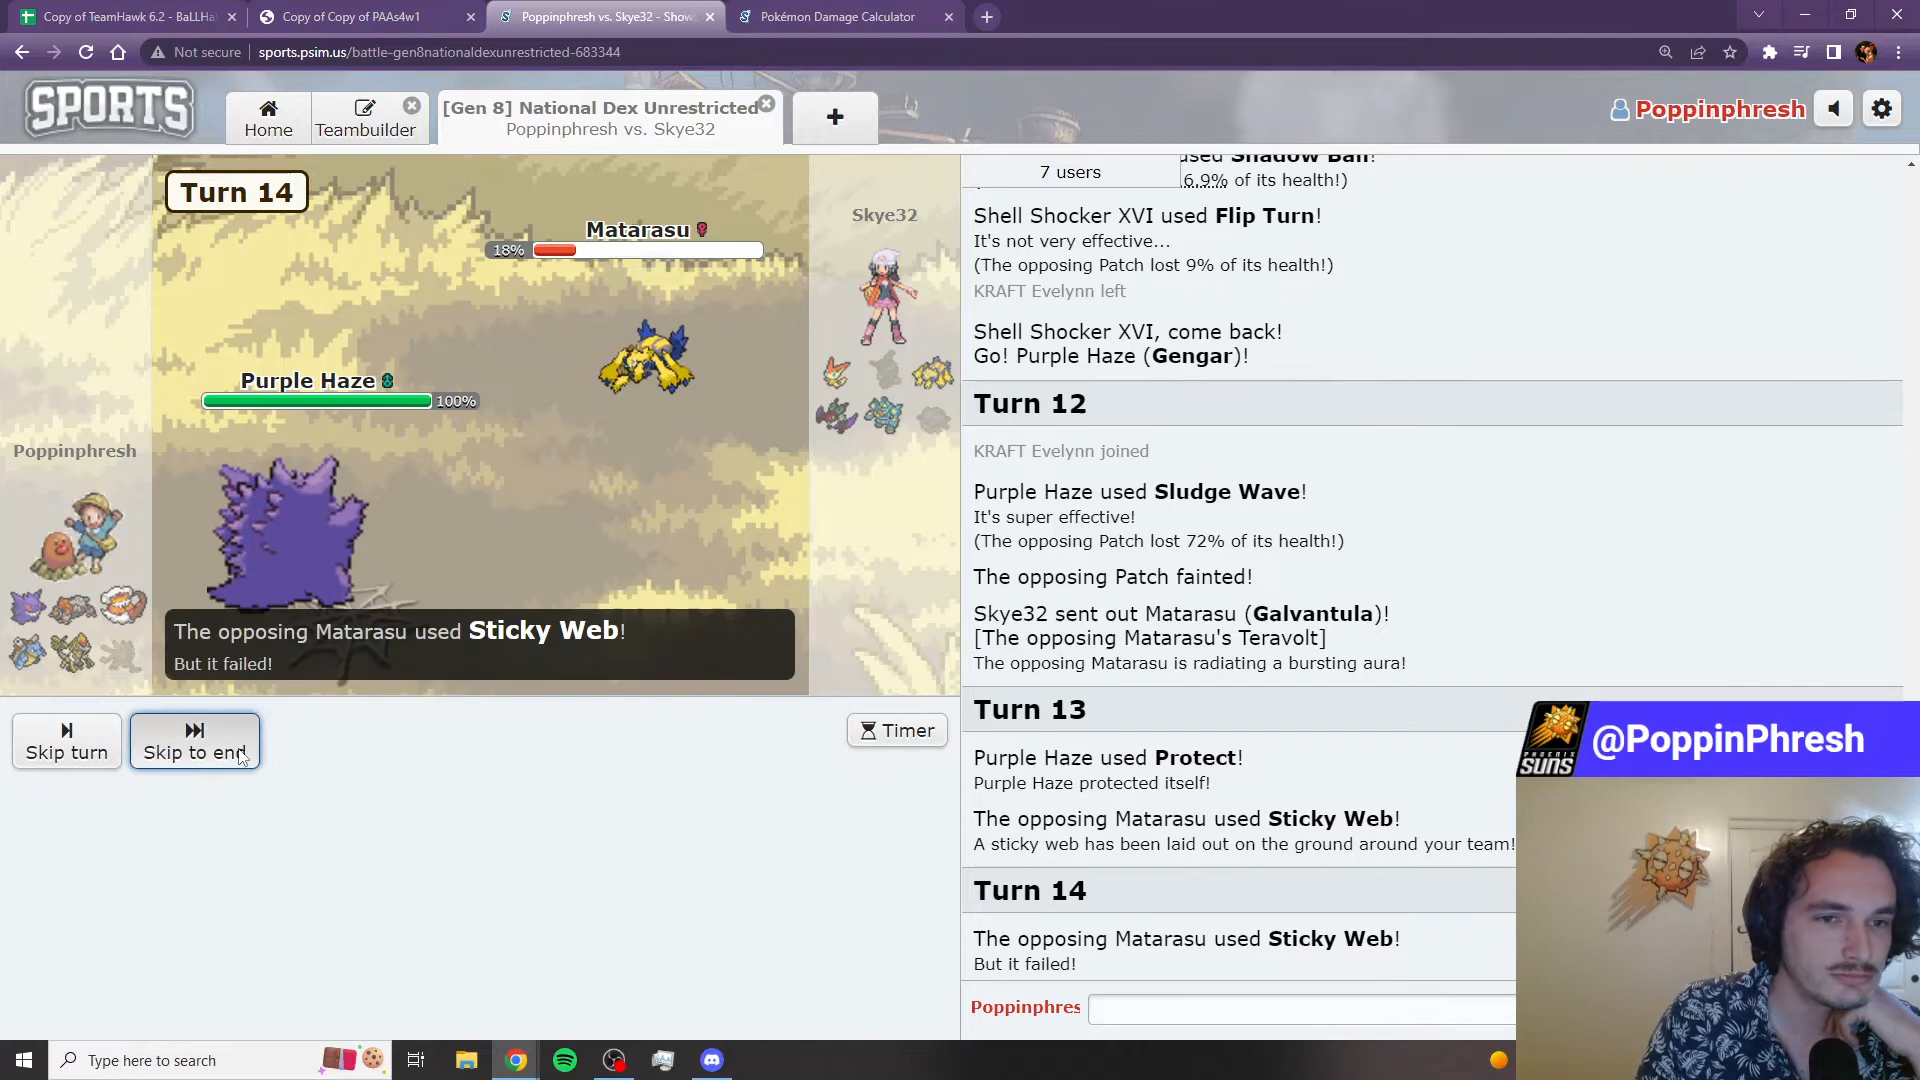 Copy of TeamHawk 6.2 - BaLLHa
Copy of Copy of PAAs4w1
Poppinphresh vs. Skye32 - Show
Pokémon Damage Calculator
Not secure
sports.psim.us/battle-gen8nationaldexunrestricted-683344
SPORTS
Home
Teambuilder
[Gen 8] National Dex Unrestricted
Poppinphresh vs. Skye32
Poppinphresh
7 users
used Shadow Ball!
6.9% of its health!)
Shell Shocker XVI used Flip Turn!
It's not very effective...
(The opposing Patch lost 9% of its health!)
KRAFT Evelynn left
Shell Shocker XVI, come back!
Go! Purple Haze (Gengar)!
Turn 12
KRAFT Evelynn joined
Purple Haze used Sludge Wave!
It's super effective!
(The opposing Patch lost 72% of its health!)
The opposing Patch fainted!
Skye32 sent out Matarasu (Galvantula)!
[The opposing Matarasu's Teravolt]
The opposing Matarasu is radiating a bursting aura!
Turn 13
Purple Haze used Protect!
Purple Haze protected itself!
The opposing Matarasu used Sticky Web!
A sticky web has been laid out on the ground around your team!
Turn 14
The opposing Matarasu used Sticky Web!
But it failed!
Poppinphres
Turn 14
Matarasu
18%
Skye32
Purple Haze
100%
Poppinphresh
The opposing Matarasu used Sticky Web!
But it failed!
Skip turn
Skip to end
Timer
PHOENIX
SUNS
@PoppinPhresh
Type here to search